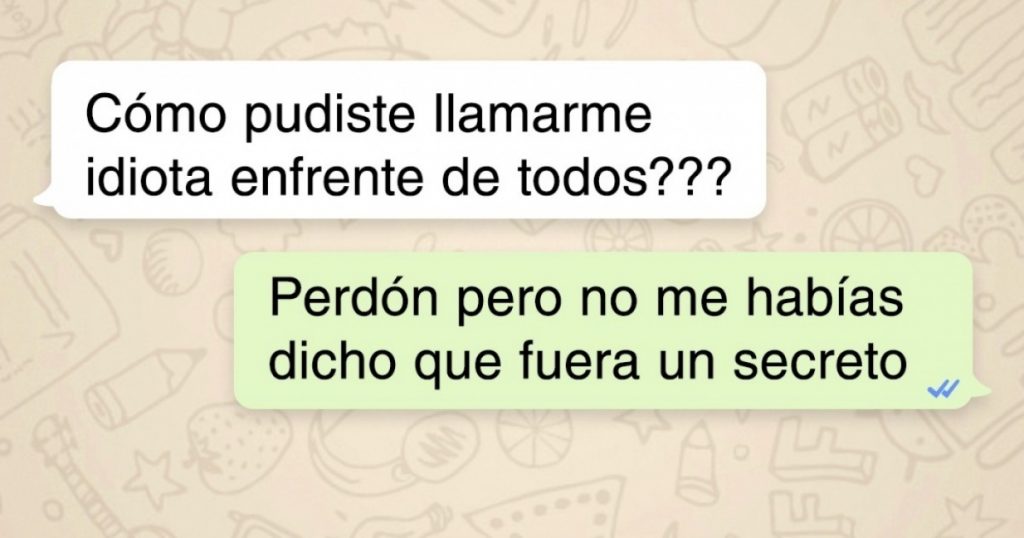 Cómo pudiste llamarme
idiota enfrente de todos???
Perdón pero no me habías
dicho que fuera un secreto